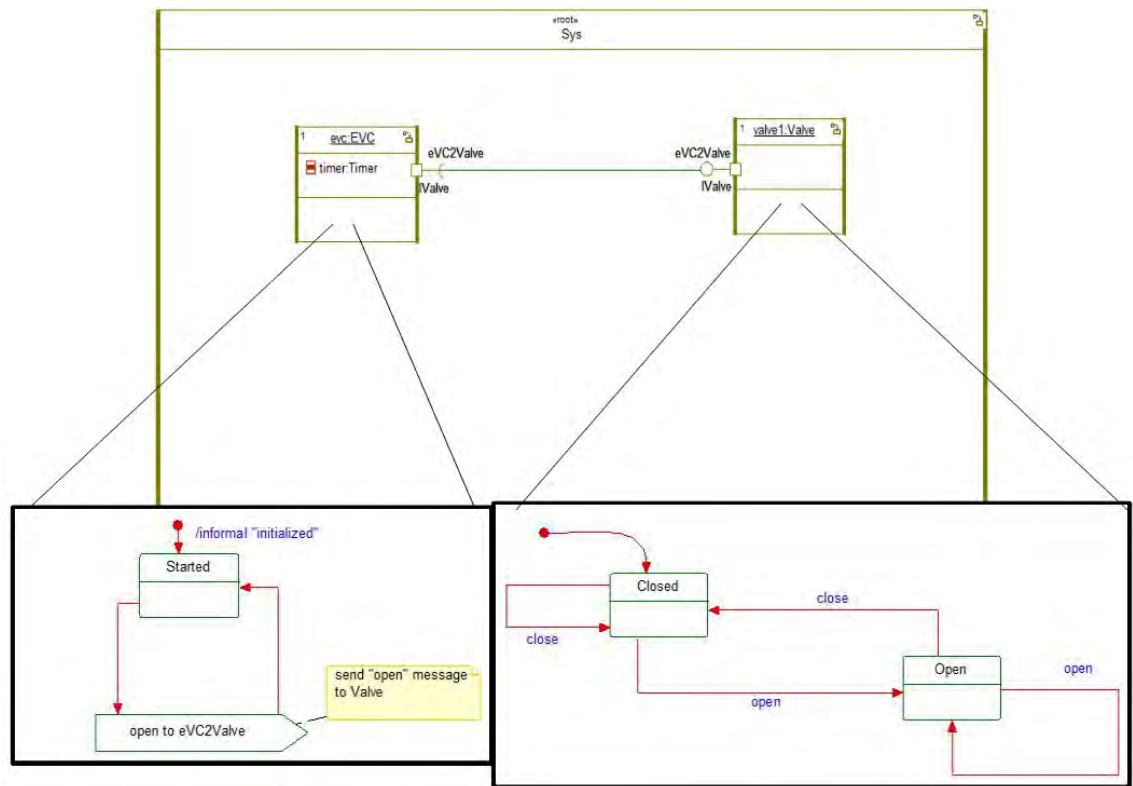 «root»
Sys
1
evc:EVC
timer:Timer
eVC2Valve
IValve
eVC2Valve
IValve
1
valve1:Valve
/informal "initialized"
Started
send "open" message
to Valve
open to eVC2Valve
Closed
close
close
open
Open
open